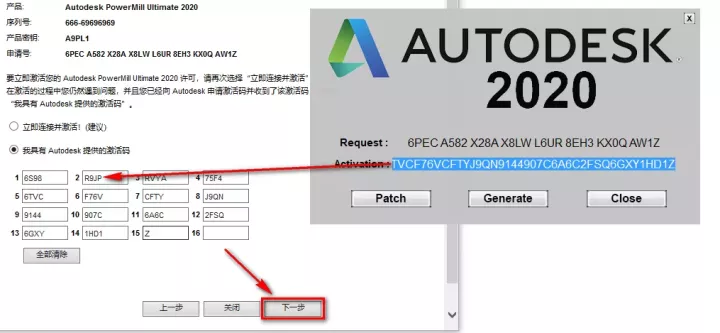 产品: Autodesk PowerMill Ultimate 2020
序列号: 666-69696969
产品密钥: A9PL1
申请号: 6PEC A582 X28A X8LW L6UR 8EH3 KX0Q AW1Z
要立即激活您的 Autodesk PowerMill Ultimate 2020 许可，请再次选择“立即连接并激活”
在激活的过程中您仍然遇到问题，并且您已经向 Autodesk 申请激活码并收到了该激活码
“我具有 Autodesk 提供的激活码”。
立即连接并激活! (建议)
我具有 Autodesk 提供的激活码
1 6S98 2 R9JP 3 RVYA 4 75F4
5 6TVC 6 F76V 7 CFTY 8 J9QN
9 9144 10 907C 11 6A6C 12 2FSQ
13 6GXY 14 1HD1 15 Z 16
全部清除
上一步 关闭 下一步
x
AUTODESK
2020
Request : 6PEC A582 X28A X8LW L6UR 8EH3 KX0Q AW1Z
Activation : TVCF76VCFTYJ9QN9144907C6A6C2FSQ6GXY1HD1Z
Patch Generate Close